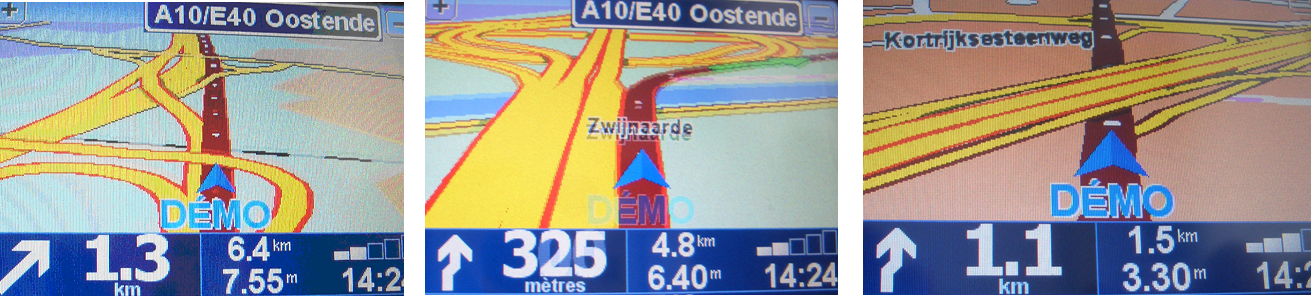 A10/E40 Oostende
DÉMO
1.3
km
6.4km
7.55m
14:24
A10/E40 Oostende
Zwijnaarde
DÉMO
325
mètres
4.8km
6.40m
14:24
Kortrijksesteenweg
DÉMO
1.1
km
1.5km
3.30m